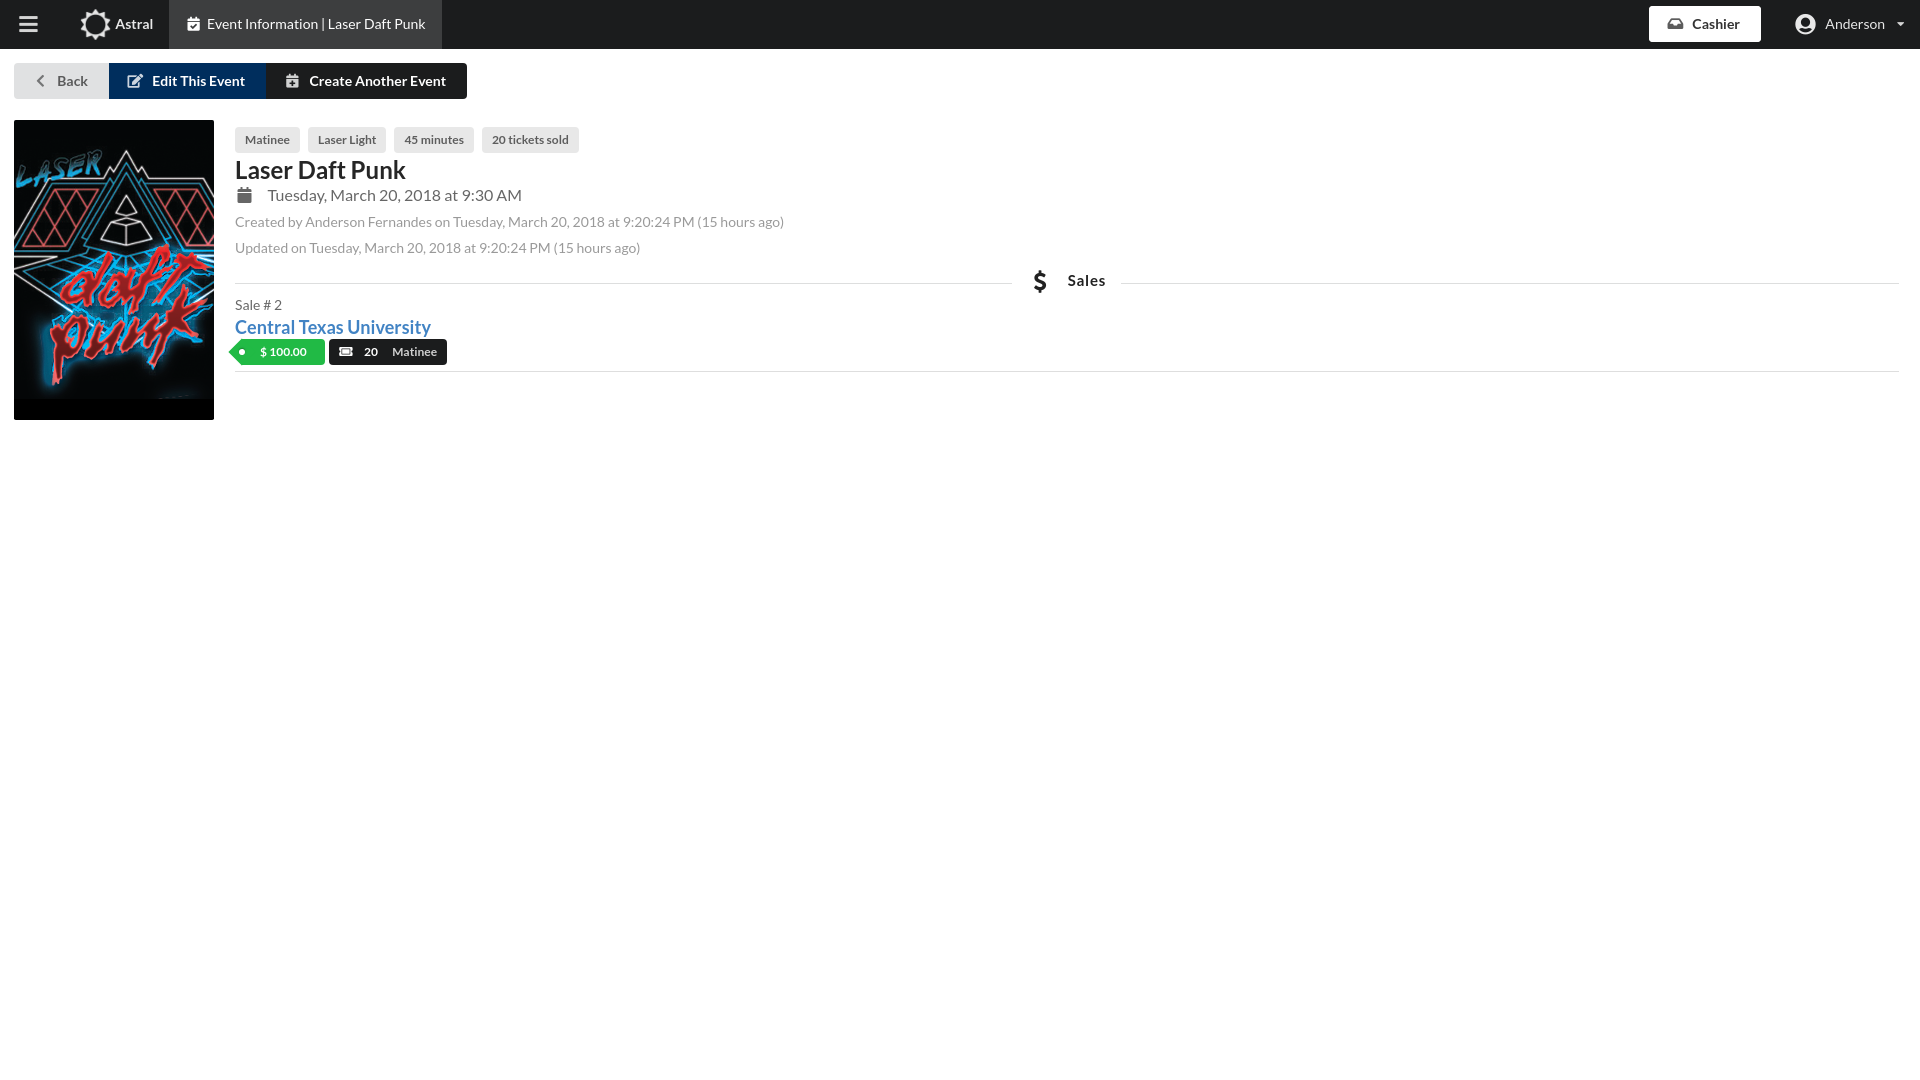 Astral
Event Information | Laser Daft Punk
Cashier
Anderson
Back
Edit This Event
Create Another Event
LASER
daft
punk
Matinee
Laser Light
45 minutes
20 tickets sold
Laser Daft Punk
Tuesday, March 20, 2018 at 9:30 AM
Created by Anderson Fernandes on Tuesday, March 20, 2018 at 9:20:24 PM (15 hours ago)
Updated on Tuesday, March 20, 2018 at 9:20:24 PM (15 hours ago)
$ Sales
Sale # 2
Central Texas University
$ 100.00
20 Matinee